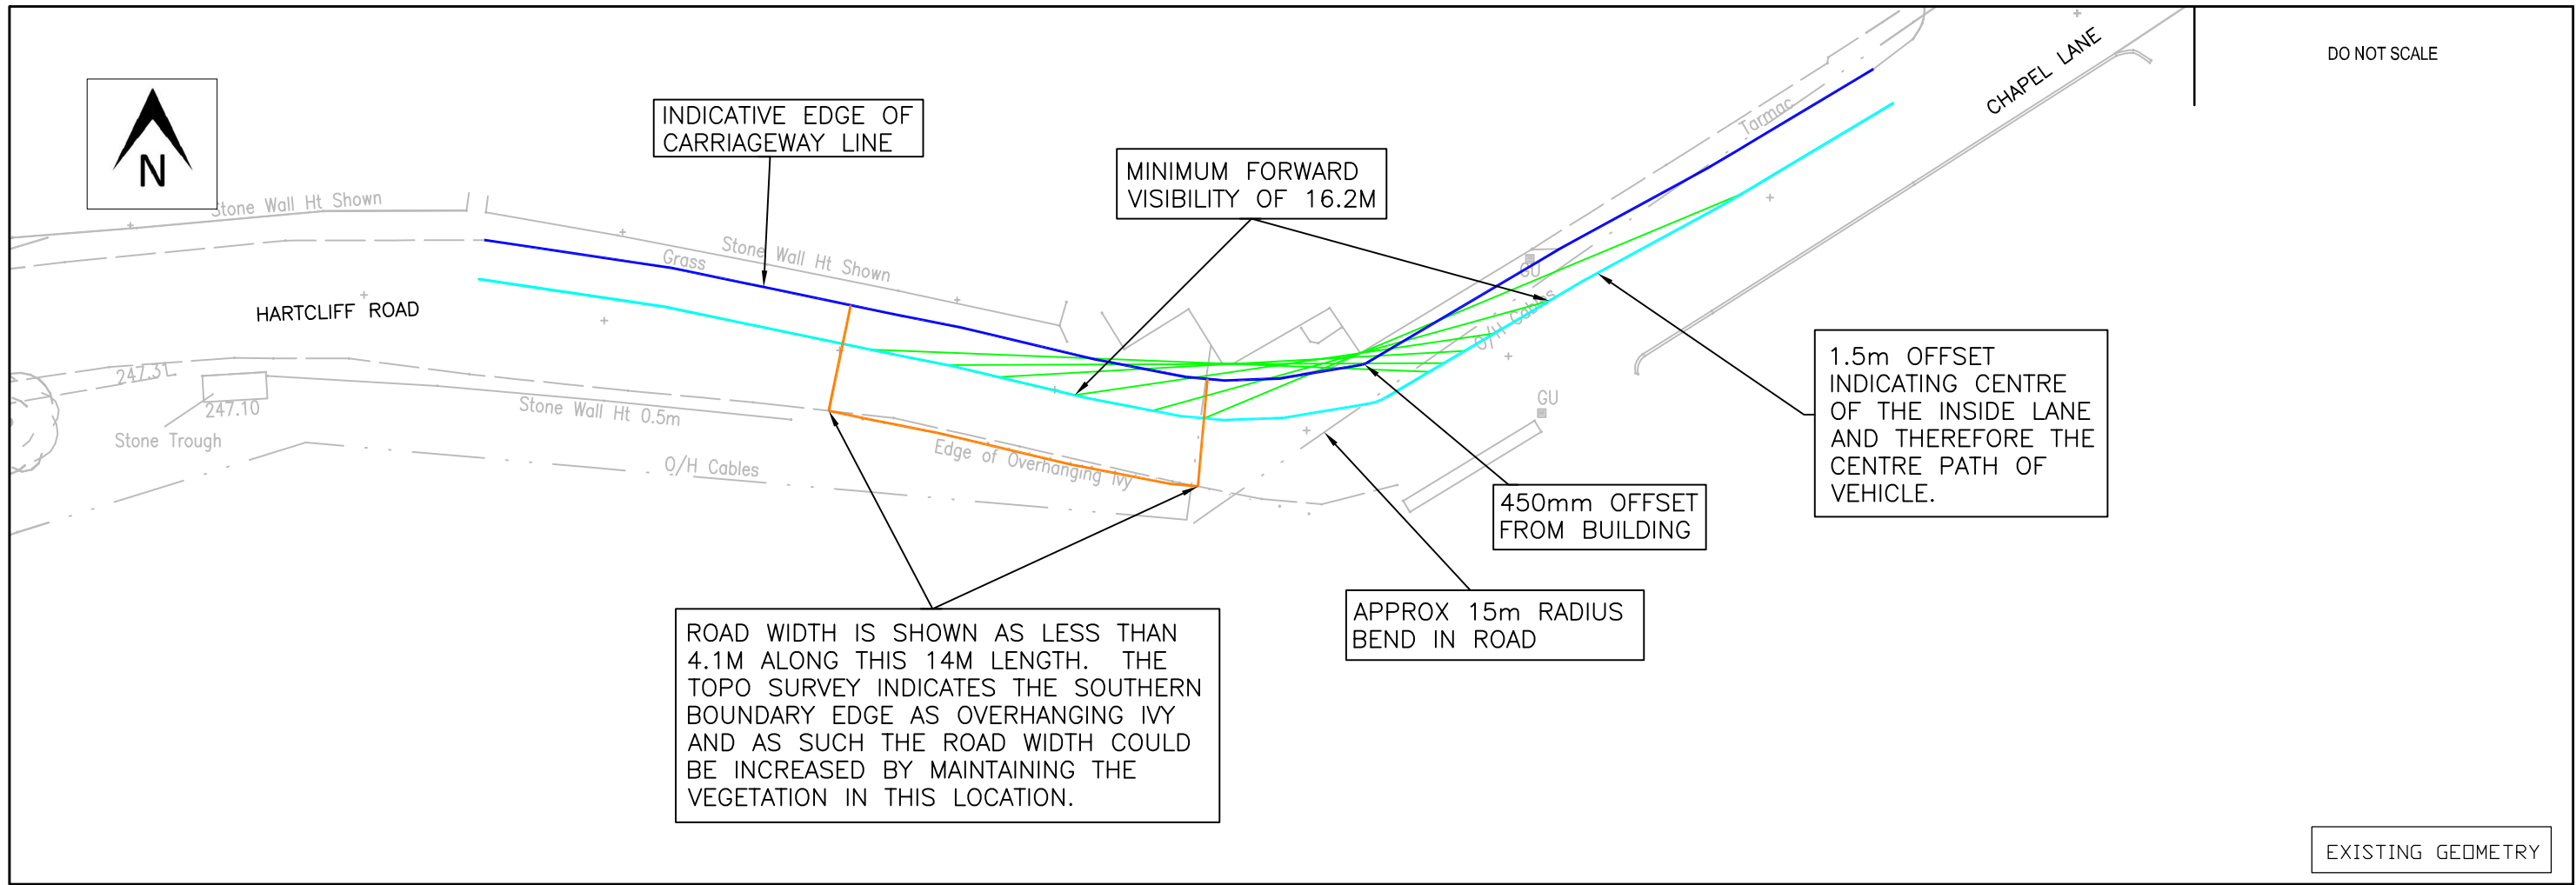 DO NOT SCALE
CHAPEL LANE
N
INDICATIVE EDGE OF
CARRIAGEWAY LINE
Tarmac
MINIMUM FORWARD
VISIBILITY OF 16.2M
Stone Wall Ht Shown
Stone Wall Ht Shown
Grass
GU
HARTCLIFF ROAD
O/H Cables
1.5m OFFSET
INDICATING CENTRE
OF THE INSIDE LANE
AND THEREFORE THE
CENTRE PATH OF
VEHICLE.
247.31
247.10
Stone Wall Ht 0.5m
GU
Stone Trough
Edge of Overhanging Ivy
O/H Cables
450mm OFFSET
FROM BUILDING
APPROX 15m RADIUS
BEND IN ROAD
ROAD WIDTH IS SHOWN AS LESS THAN
4.1M ALONG THIS 14M LENGTH. THE
TOPO SURVEY INDICATES THE SOUTHERN
BOUNDARY EDGE AS OVERHANGING IVY
AND AS SUCH THE ROAD WIDTH COULD
BE INCREASED BY MAINTAINING THE
VEGETATION IN THIS LOCATION.
EXISTING GEOMETRY